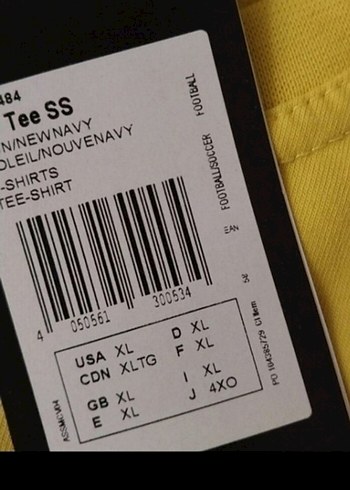 484
Tee SS
N/NEWNAVY
OLEIL/NOUVENAVY
-SHIRTS
TEE-SHIRT
FOOTBALL/SOCCER FOOTBALL
EAN
4 050561 300534
USA XL D XL
CDN XLTG F XL
GB XL I XL
E XL J 4XO